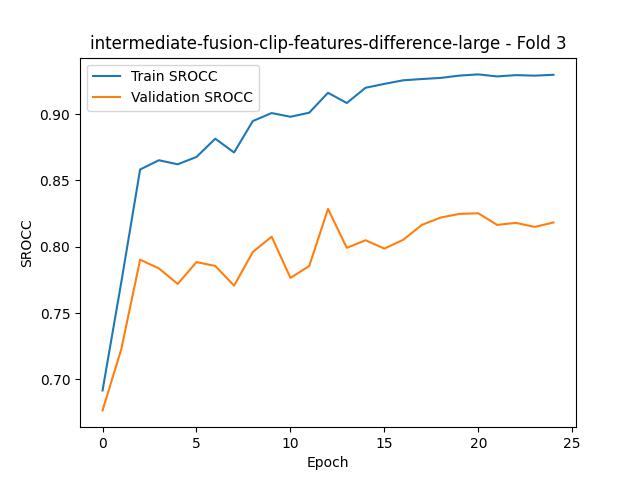 intermediate-fusion-clip-features-difference-large - Fold 3
Train SROCC
Validation SROCC
SROCC
0.90
0.85
0.80
0.75
0.70
0 5 10 15 20 25
Epoch